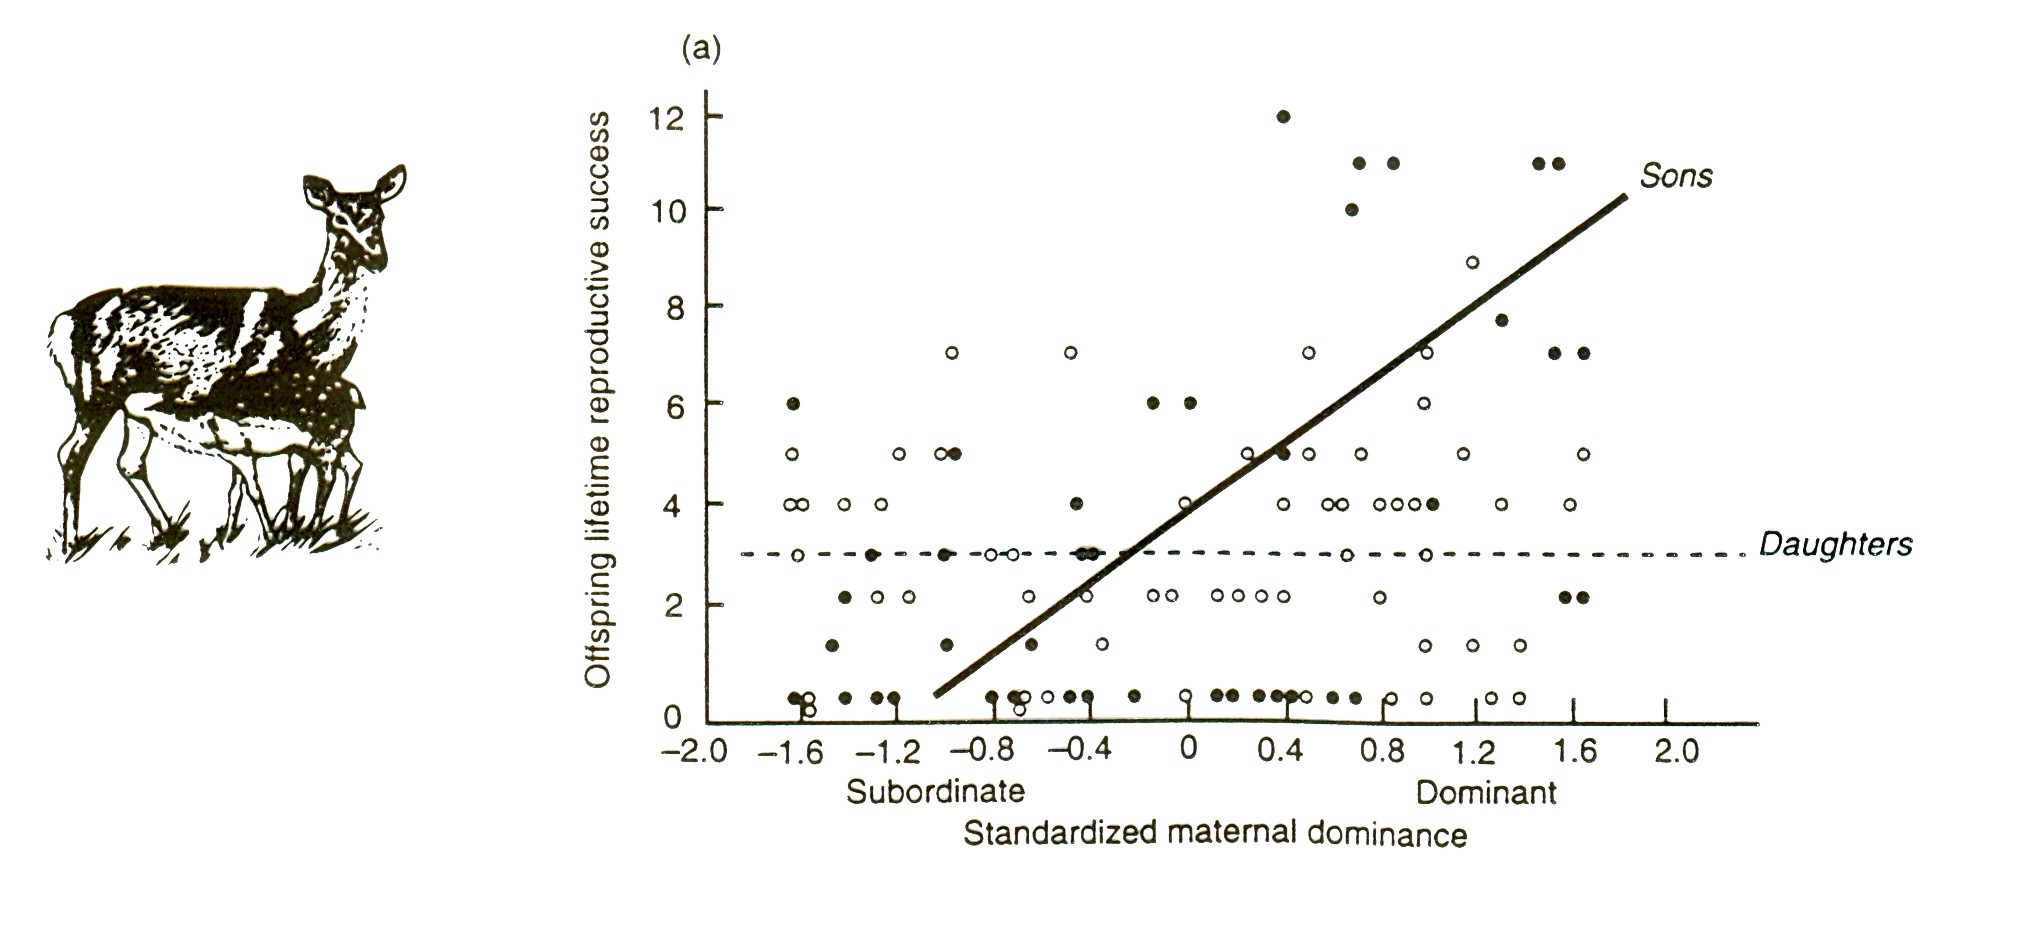 (a)
Offspring lifetime reproductive success
12
10
8
6
4
2
0
Sons
Daughters
−2.0 −1.6 −1.2 −0.8 −0.4 0 0.4 0.8 1.2 1.6 2.0
Subordinate Dominant
Standardized maternal dominance